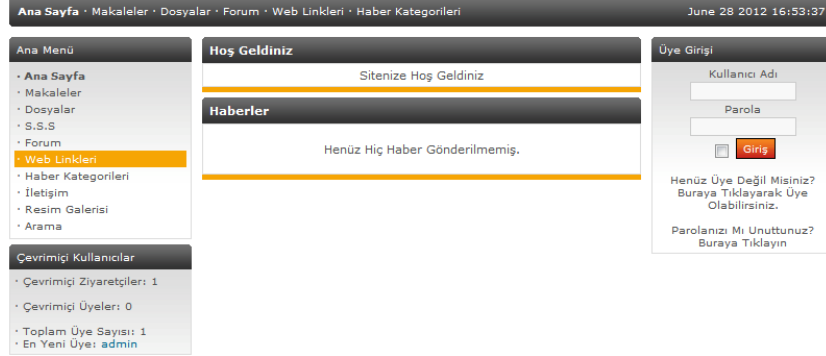 Ana Sayfa · Makaleler · Dosyalar · Forum · Web Linkleri · Haber Kategorileri
June 28 2012 16:53:37
Ana Menü
· Ana Sayfa
· Makaleler
· Dosyalar
· S.S.S
· Forum
· Web Linkleri
· Haber Kategorileri
· İletişim
· Resim Galerisi
· Arama
Çevrimiçi Kullanıcılar
· Çevrimiçi Ziyaretçiler: 1
· Çevrimiçi Üyeler: 0
· Toplam Üye Sayısı: 1
· En Yeni Üye: admin
Hoş Geldiniz
Sitenize Hoş Geldiniz
Haberler
Henüz Hiç Haber Gönderilmemiş.
Üye Girişi
Kullanıcı Adı
Parola
Giriş
Henüz Üye Değil Misiniz?
Buraya Tıklayarak Üye
Olabilirsiniz.
Parolanızı Mı Unuttunuz?
Buraya Tıklayın